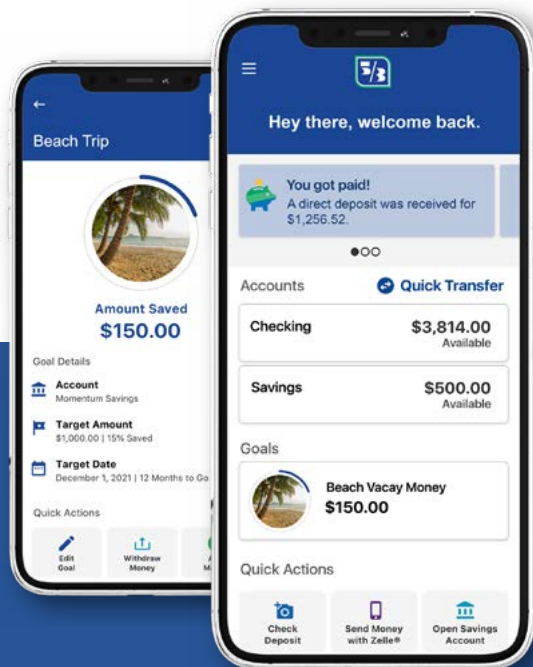 Beach Trip
Amount Saved
$150.00
Goal Details
Account
Momentum Savings
Target Amount
$1,000.00 | 15% Saved
Target Date
December 1, 2021 | 12 Months to Go
Quick Actions
Edit
Goal
Withdraw
Money
5/3
Hey there, welcome back.
You got paid!
A direct deposit was received for
$1,256.52.
Accounts
Quick Transfer
Checking
$3,814.00
Available
Savings
$500.00
Available
Goals
Beach Vacay Money
$150.00
Quick Actions
Check
Deposit
Send Money
with Zelle®
Open Savings
Account